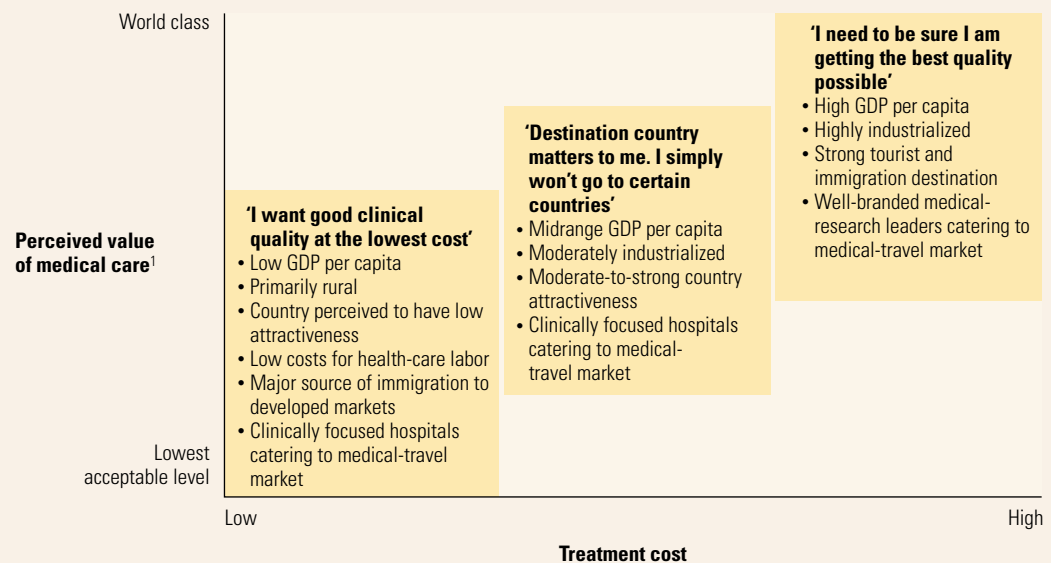 World class
Perceived value
of medical care1
Lowest
acceptable level
'I want good clinical
quality at the lowest cost'
• Low GDP per capita
• Primarily rural
• Country perceived to have low
attractiveness
• Low costs for health-care labor
• Major source of immigration to
developed markets
• Clinically focused hospitals
catering to medical-travel
market
'Destination country
matters to me. I simply
won't go to certain
countries'
• Midrange GDP per capita
• Moderately industrialized
• Moderate-to-strong country
attractiveness
• Clinically focused hospitals
catering to medical-
travel market
'I need to be sure I am
getting the best quality
possible'
• High GDP per capita
• Highly industrialized
• Strong tourist and
immigration destination
• Well-branded medical-
research leaders catering to
medical-travel market
Low
High
Treatment cost